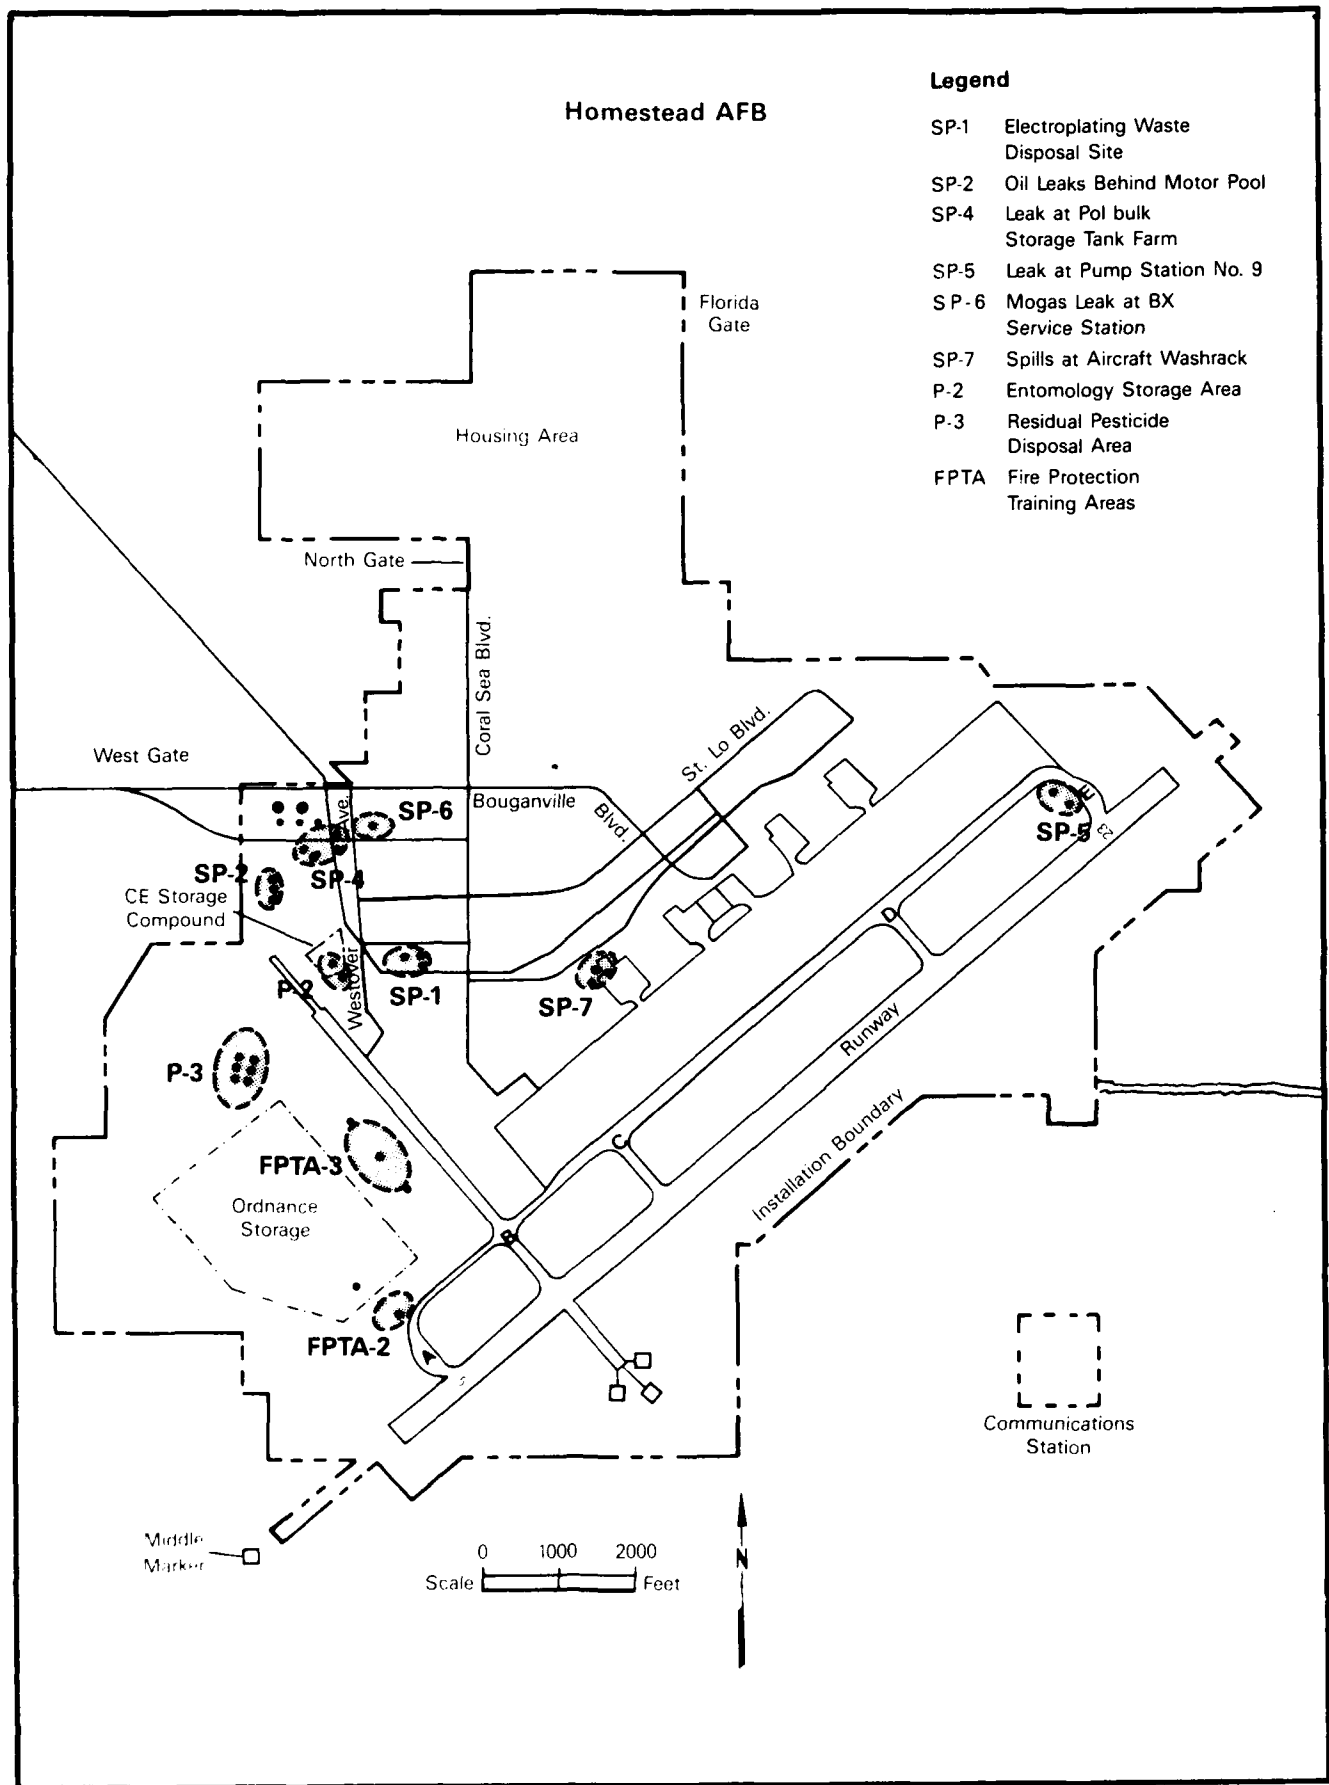 Homestead AFB
Legend
SP-1 Electroplating Waste
Disposal Site
SP-2 Oil Leaks Behind Motor Pool
SP-4 Leak at Pol bulk
Storage Tank Farm
SP-5 Leak at Pump Station No. 9
SP-6 Mogas Leak at BX
Service Station
SP-7 Spills at Aircraft Washrack
P-2 Entomology Storage Area
P-3 Residual Pesticide
Disposal Area
FPTA Fire Protection
Training Areas
Florida
Gate
Housing Area
North Gate
Coral Sea Blvd.
St. Lo Blvd.
West Gate
Bouganville
Blvd.
Westover
Ave.
SP-6
SP-5
E
23
SP-2
SP-4
CE Storage
Compound
D
P-2
SP-1
SP-7
Runway
P-3
Installation Boundary
C
FPTA-3
Ordnance
Storage
B
FPTA-2
A
5
Communications
Station
Middle
Marker
0 1000 2000
Scale Feet
N